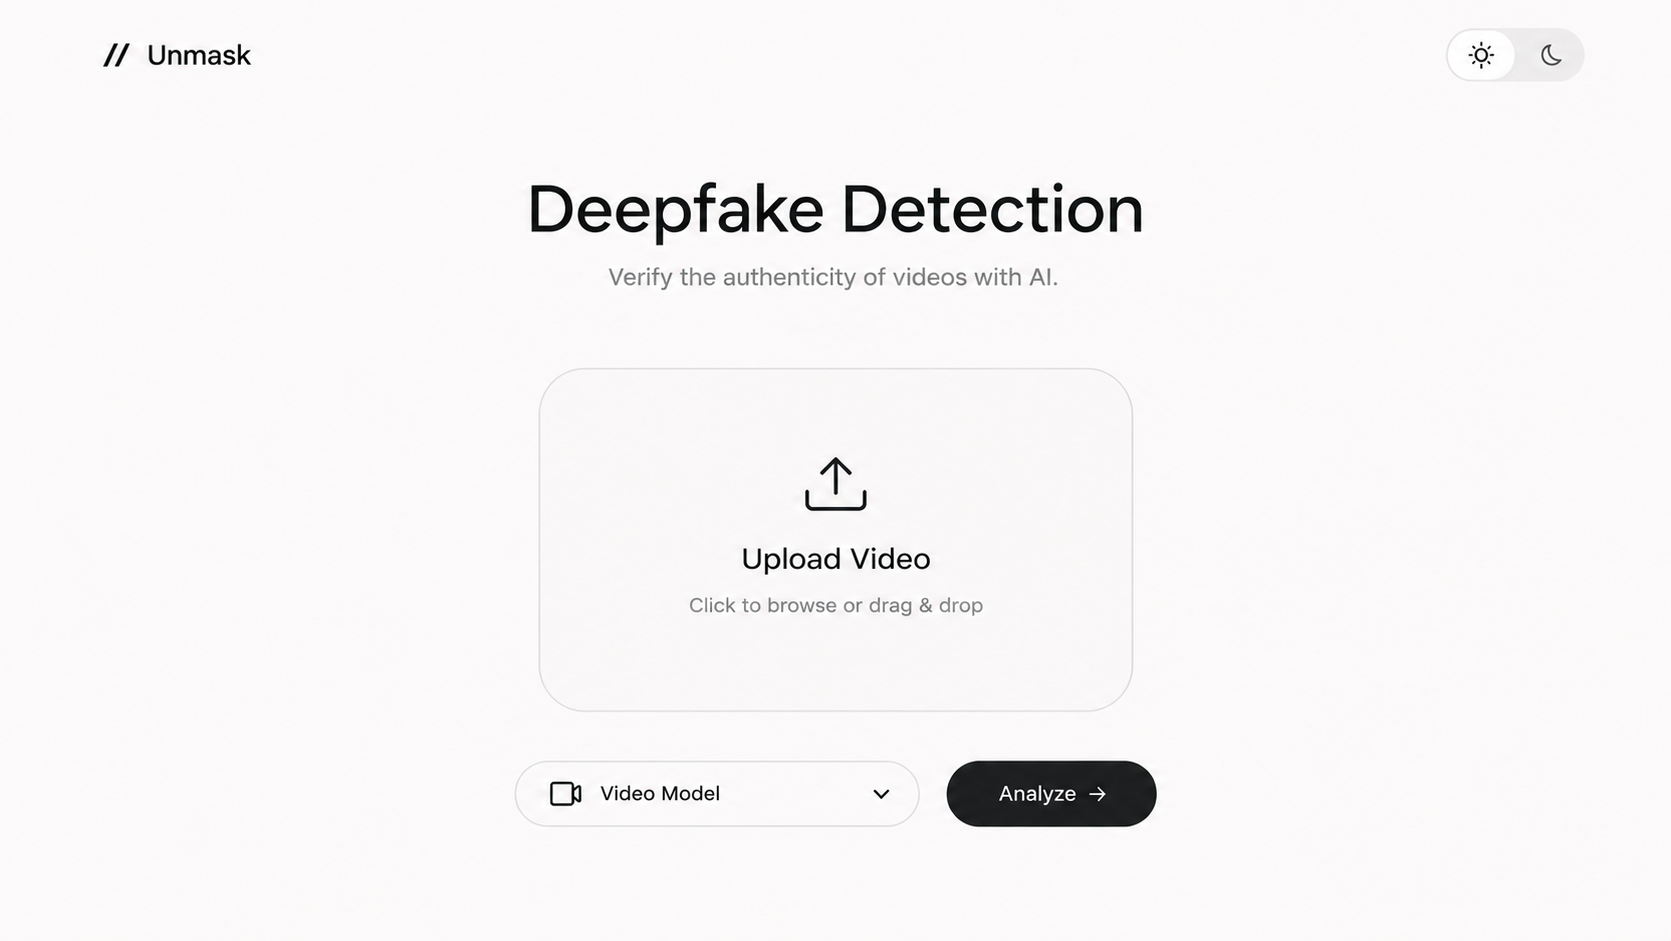 // Unmask
Deepfake Detection
Verify the authenticity of videos with AI.
Upload Video
Click to browse or drag & drop
Video Model
Analyze →